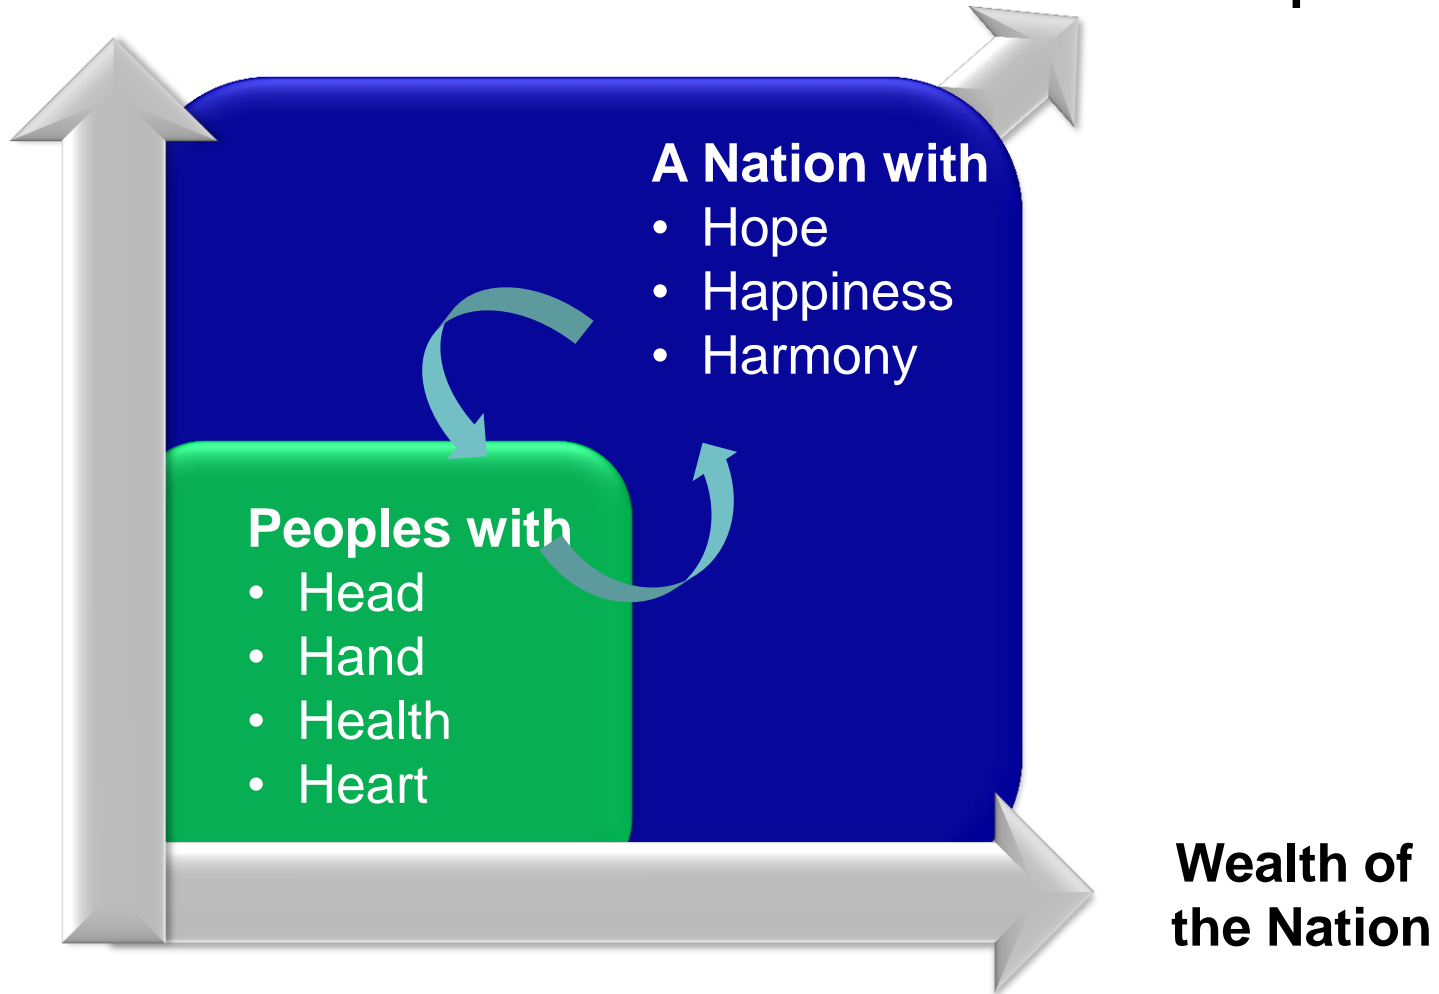 A Nation with
• Hope
• Happiness
• Harmony
Peoples with
• Head
• Hand
• Health
• Heart
Wealth of
the Nation